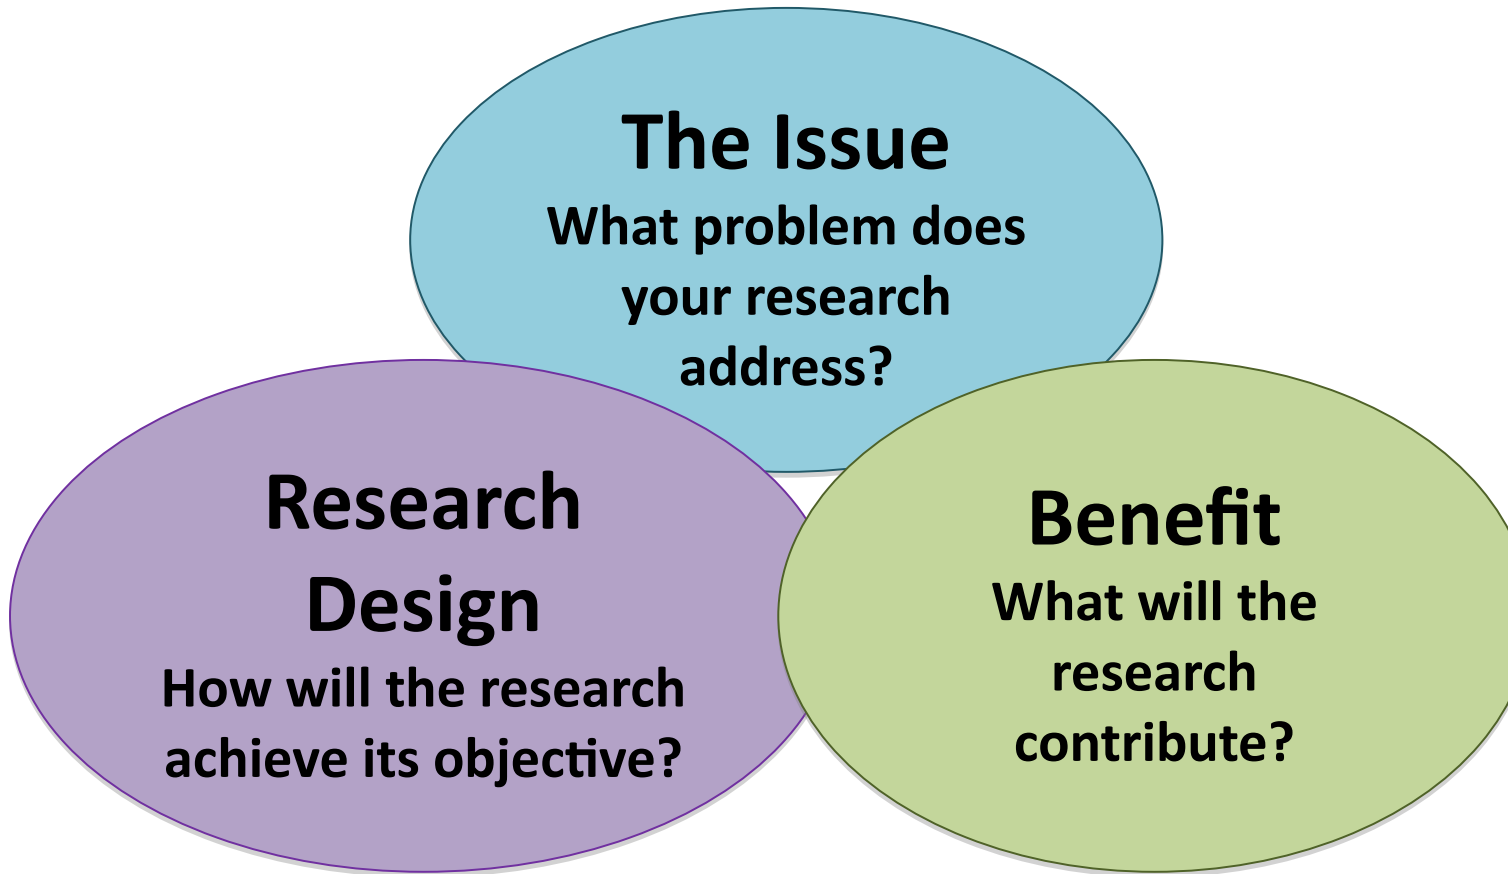 The Issue
What problem does
your research
address?
Research
Design
How will the research
achieve its objective?
Benefit
What will the
research
contribute?